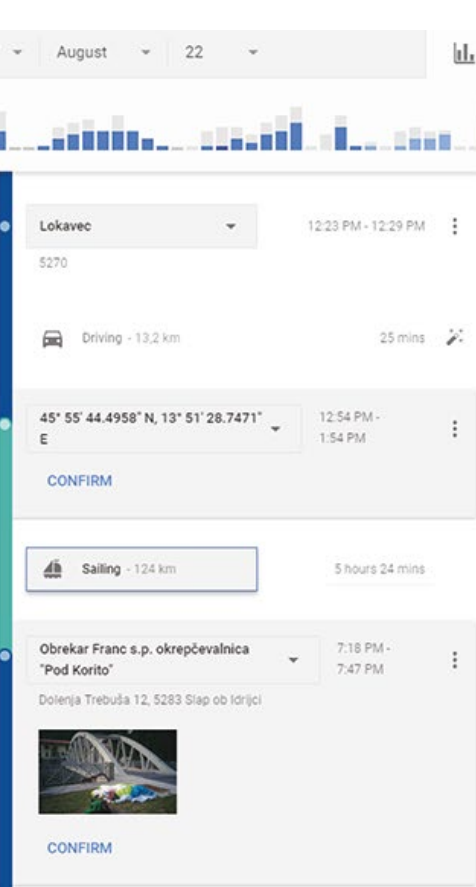 August 22
Lokavec 12:23 PM - 12:29 PM
5270
Driving - 13,2 km 25 mins
45° 55' 44.4958" N, 13° 51' 28.7471" 12:54 PM -
E 1:54 PM
CONFIRM
Sailing - 124 km 5 hours 24 mins
Obrekar Franc s.p. okrepčevalnica 7:18 PM -
"Pod Korito" 7:47 PM
Dolenja Trebuša 12, 5283 Slap ob Idrijci
CONFIRM